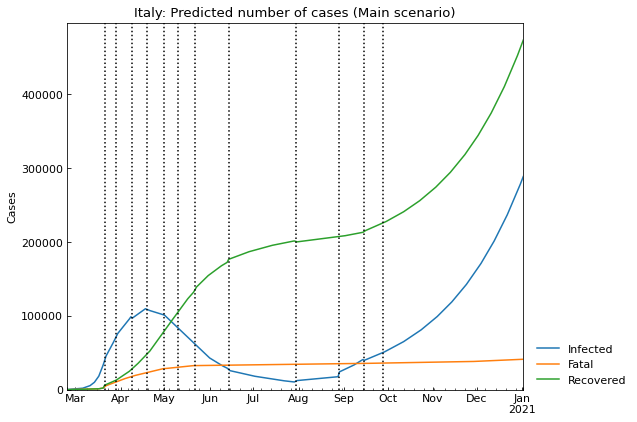 Italy: Predicted number of cases (Main scenario)
Cases
400000
300000
200000
100000
0
Mar Apr May Jun Jul Aug Sep Oct Nov Dec Jan
2021
Infected
Fatal
Recovered